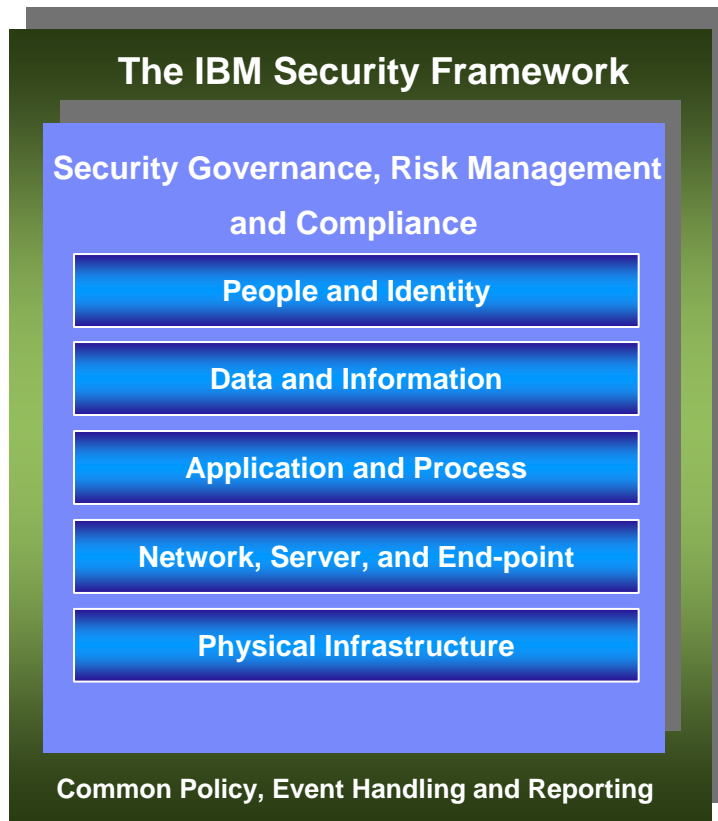 The IBM Security Framework
Security Governance, Risk Management
and Compliance
People and Identity
Data and Information
Application and Process
Network, Server, and End-point
Physical Infrastructure
Common Policy, Event Handling and Reporting